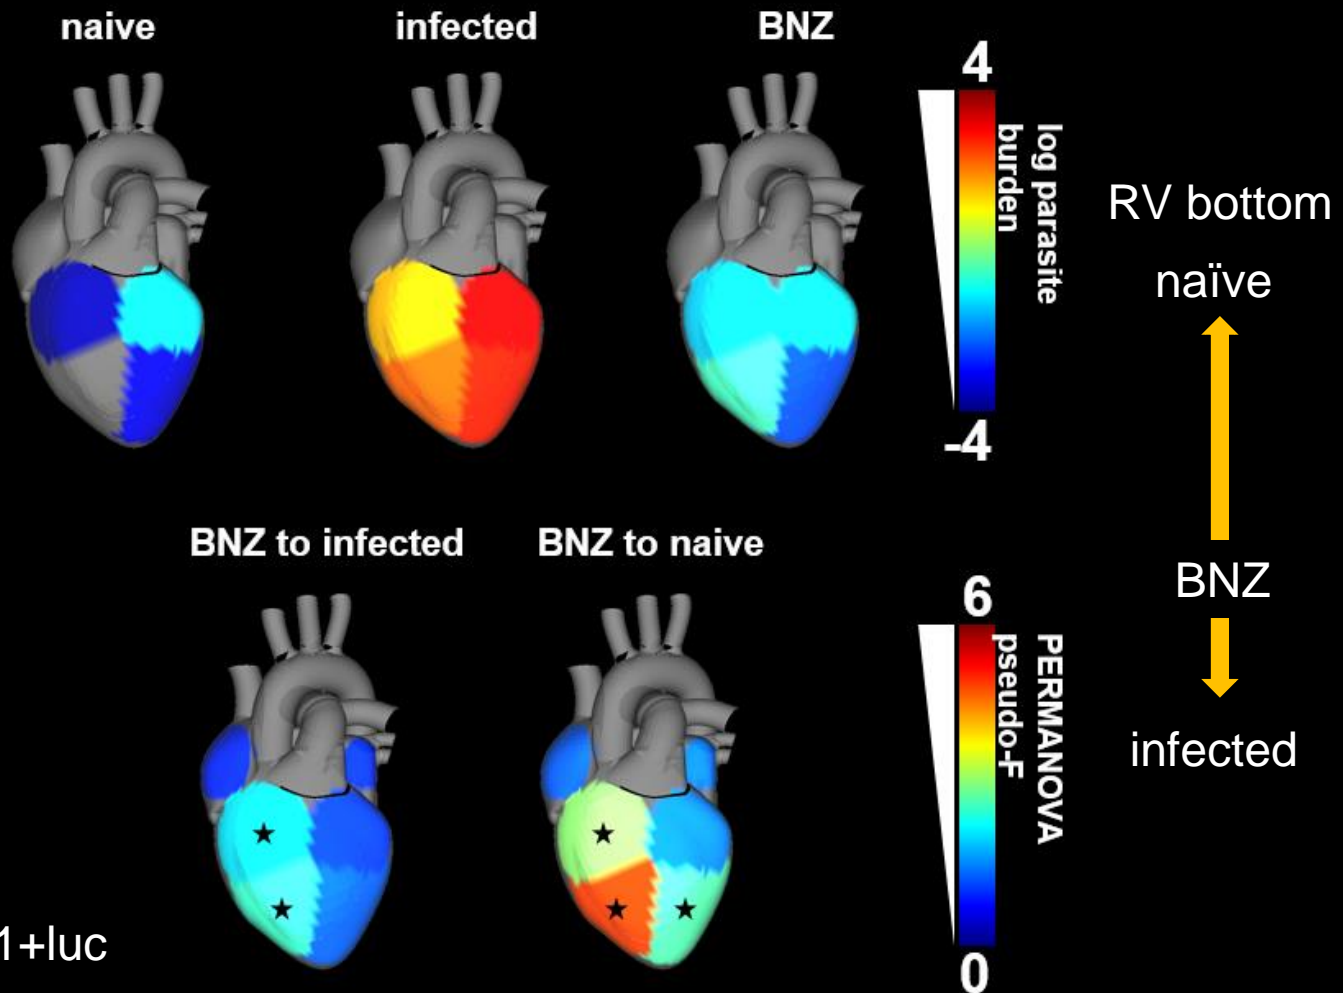 naive
infected
BNZ
4
log parasite
burden
-4
RV bottom
naïve
BNZ
infected
BNZ to infected
BNZ to naive
6
PERMANOVA
pseudo-F
0
1+luc